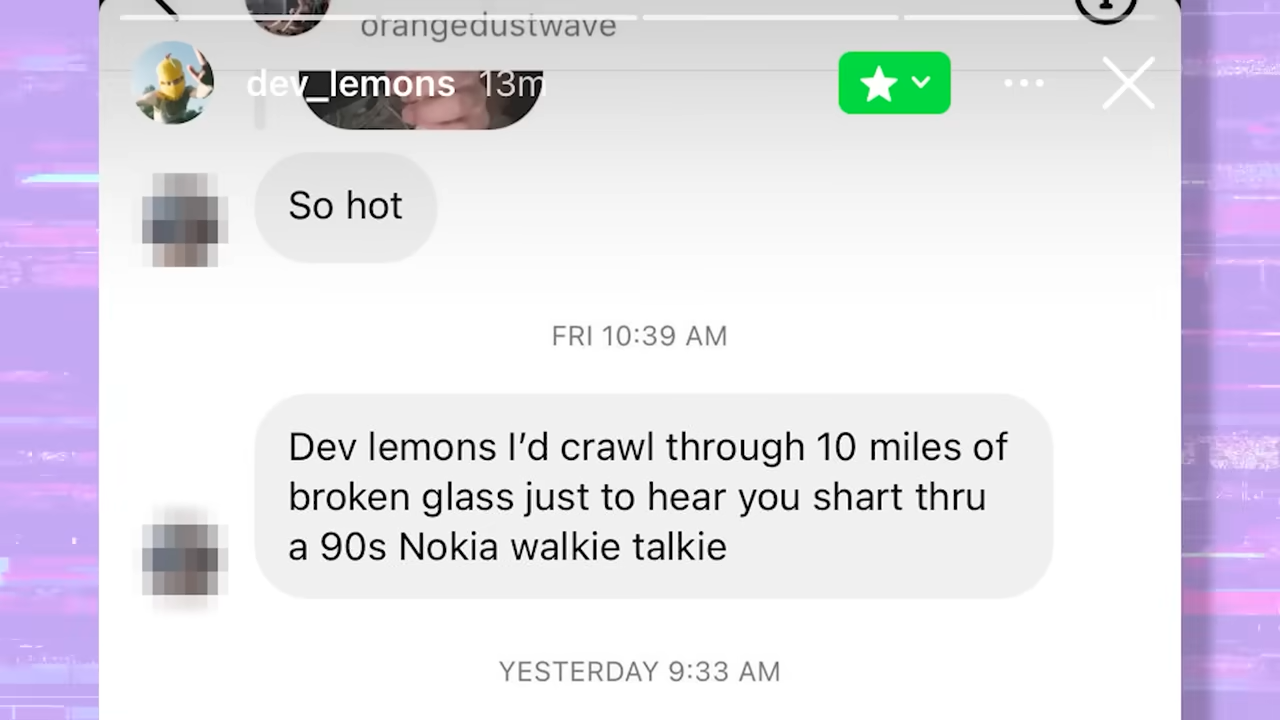 orangedustwave
dev_lemons 13m
So hot
FRI 10:39 AM
Dev lemons I’d crawl through 10 miles of
broken glass just to hear you shart thru
a 90s Nokia walkie talkie
YESTERDAY 9:33 AM